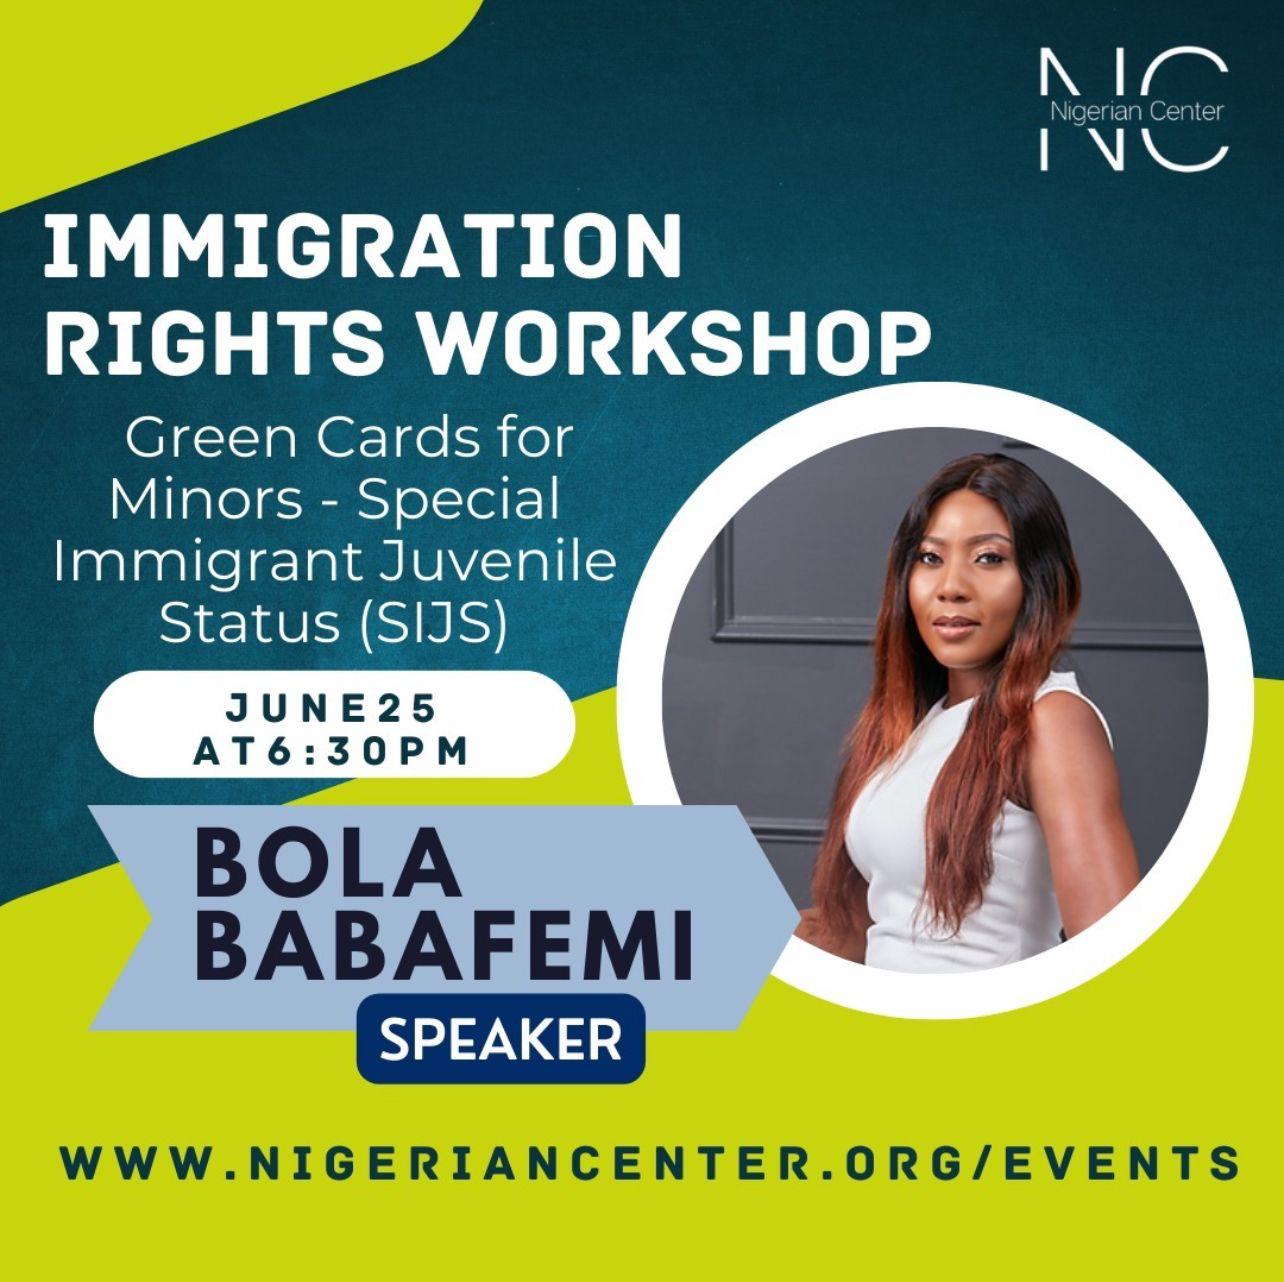 NC
Nigerian Center
IMMIGRATION
RIGHTS WORKSHOP
Green Cards for
Minors - Special
Immigrant Juvenile
Status (SIJS)
JUNE25
AT6:30PM
BOLA
BABAFEMI
SPEAKER
WWW.NIGERIANCENTER.ORG/EVENTS